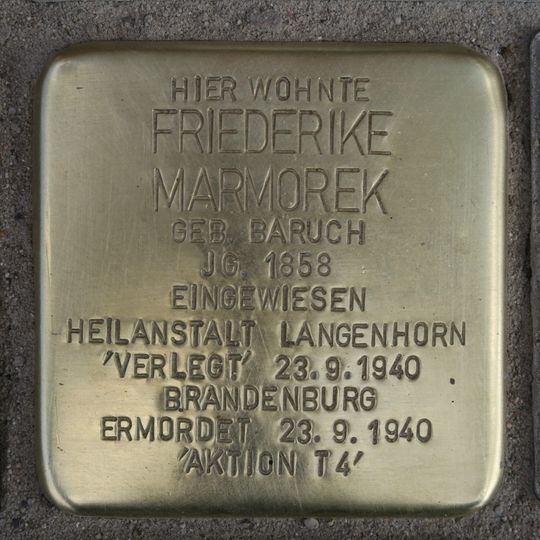 HIER WOHNTE
FRIEDERIKE
MARMOREK
GEB. BARUCH
JG. 1858
EINGEWIESEN
HEILANSTALT LANGENHORN
'VERLEGT' 23.9.1940
BRANDENBURG
ERMORDET 23.9.1940
'AKTION T4'